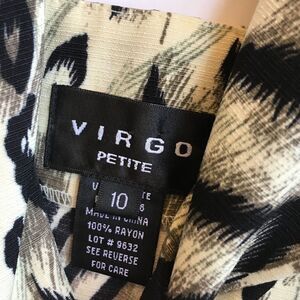 VIRGO
PETITE
10
MADE IN CHINA
100% RAYON
LOT # 9632
SEE REVERSE
FOR CARE